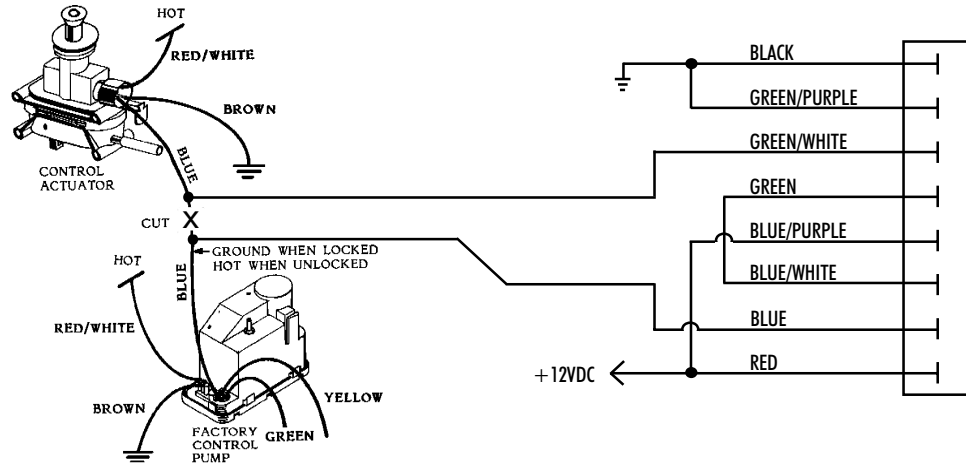 HOT
RED/WHITE
BROWN
BLUE
CONTROL
ACTUATOR
CUT
X
GROUND WHEN LOCKED
HOT WHEN UNLOCKED
HOT
BLUE
RED/WHITE
BROWN
YELLOW
GREEN
FACTORY
CONTROL
PUMP
BLACK
GREEN/PURPLE
GREEN/WHITE
GREEN
BLUE/PURPLE
BLUE/WHITE
BLUE
+12VDC
RED